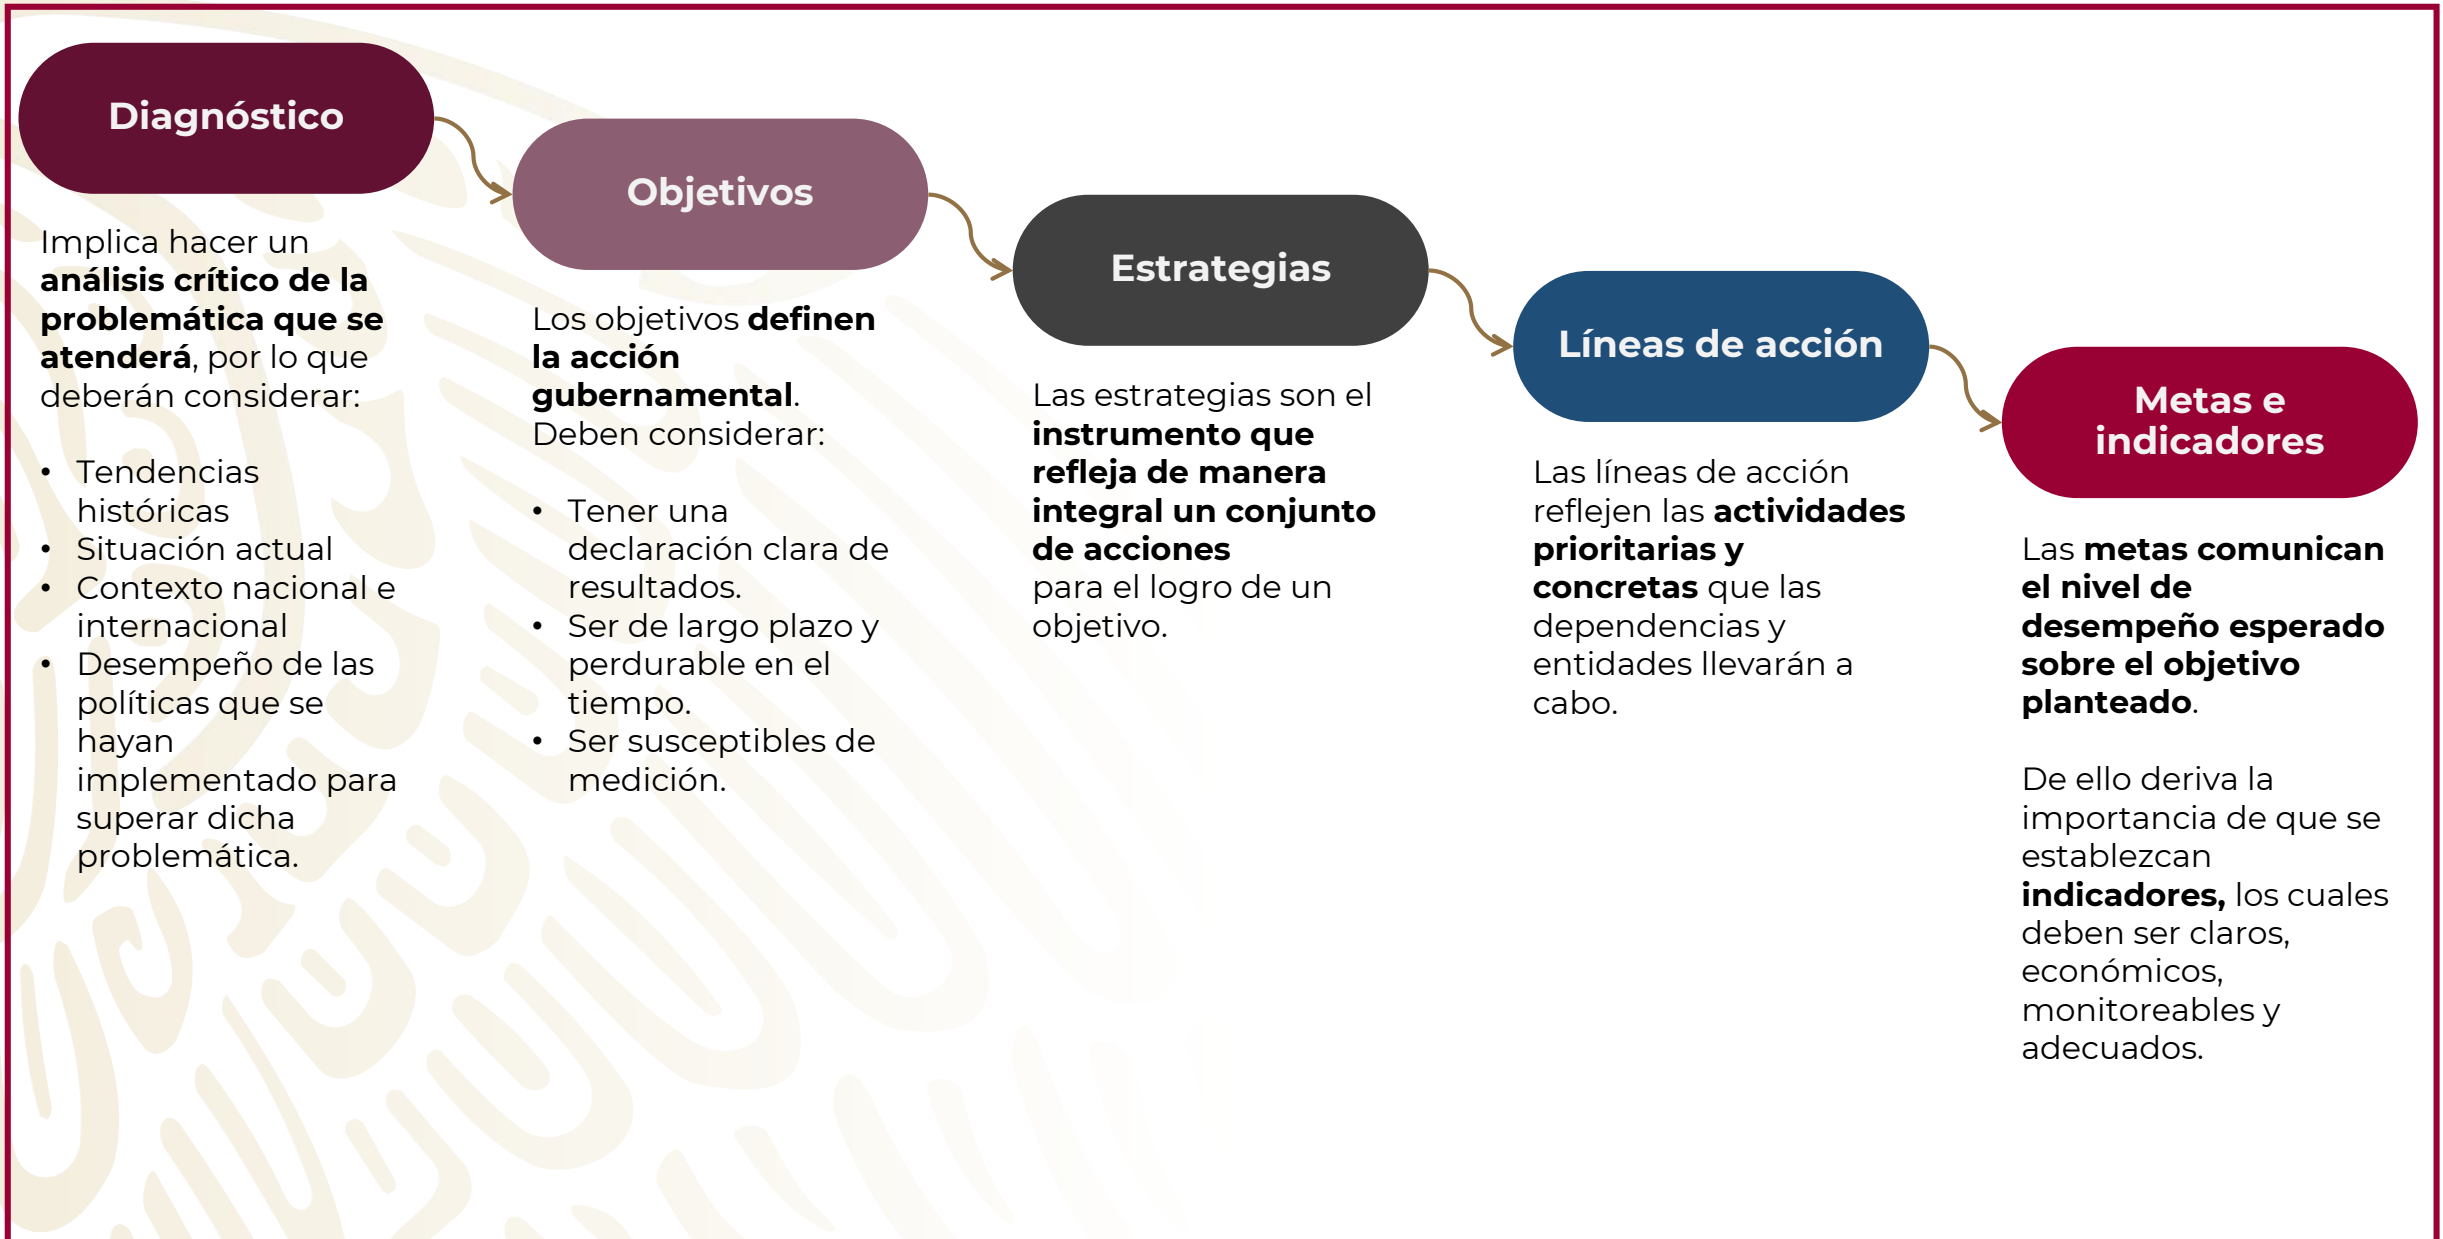 Diagnóstico
Implica hacer un
análisis crítico de la
problemática que se
atenderá, por lo que
deberán considerar:
• Tendencias
históricas
• Situación actual
• Contexto nacional e
internacional
• Desempeño de las
políticas que se
hayan
implementado para
superar dicha
problemática.
Objetivos
Los objetivos definen
la acción
gubernamental.
Deben considerar:
• Tener una
declaración clara de
resultados.
• Ser de largo plazo y
perdurable en el
tiempo.
• Ser susceptibles de
medición.
Estrategias
Las estrategias son el
instrumento que
refleja de manera
integral un conjunto
de acciones
para el logro de un
objetivo.
Líneas de acción
Las líneas de acción
reflejen las actividades
prioritarias y
concretas que las
dependencias y
entidades llevarán a
cabo.
Metas e
indicadores
Las metas comunican
el nivel de
desempeño esperado
sobre el objetivo
planteado.
De ello deriva la
importancia de que se
establezcan
indicadores, los cuales
deben ser claros,
económicos,
monitoreables y
adecuados.